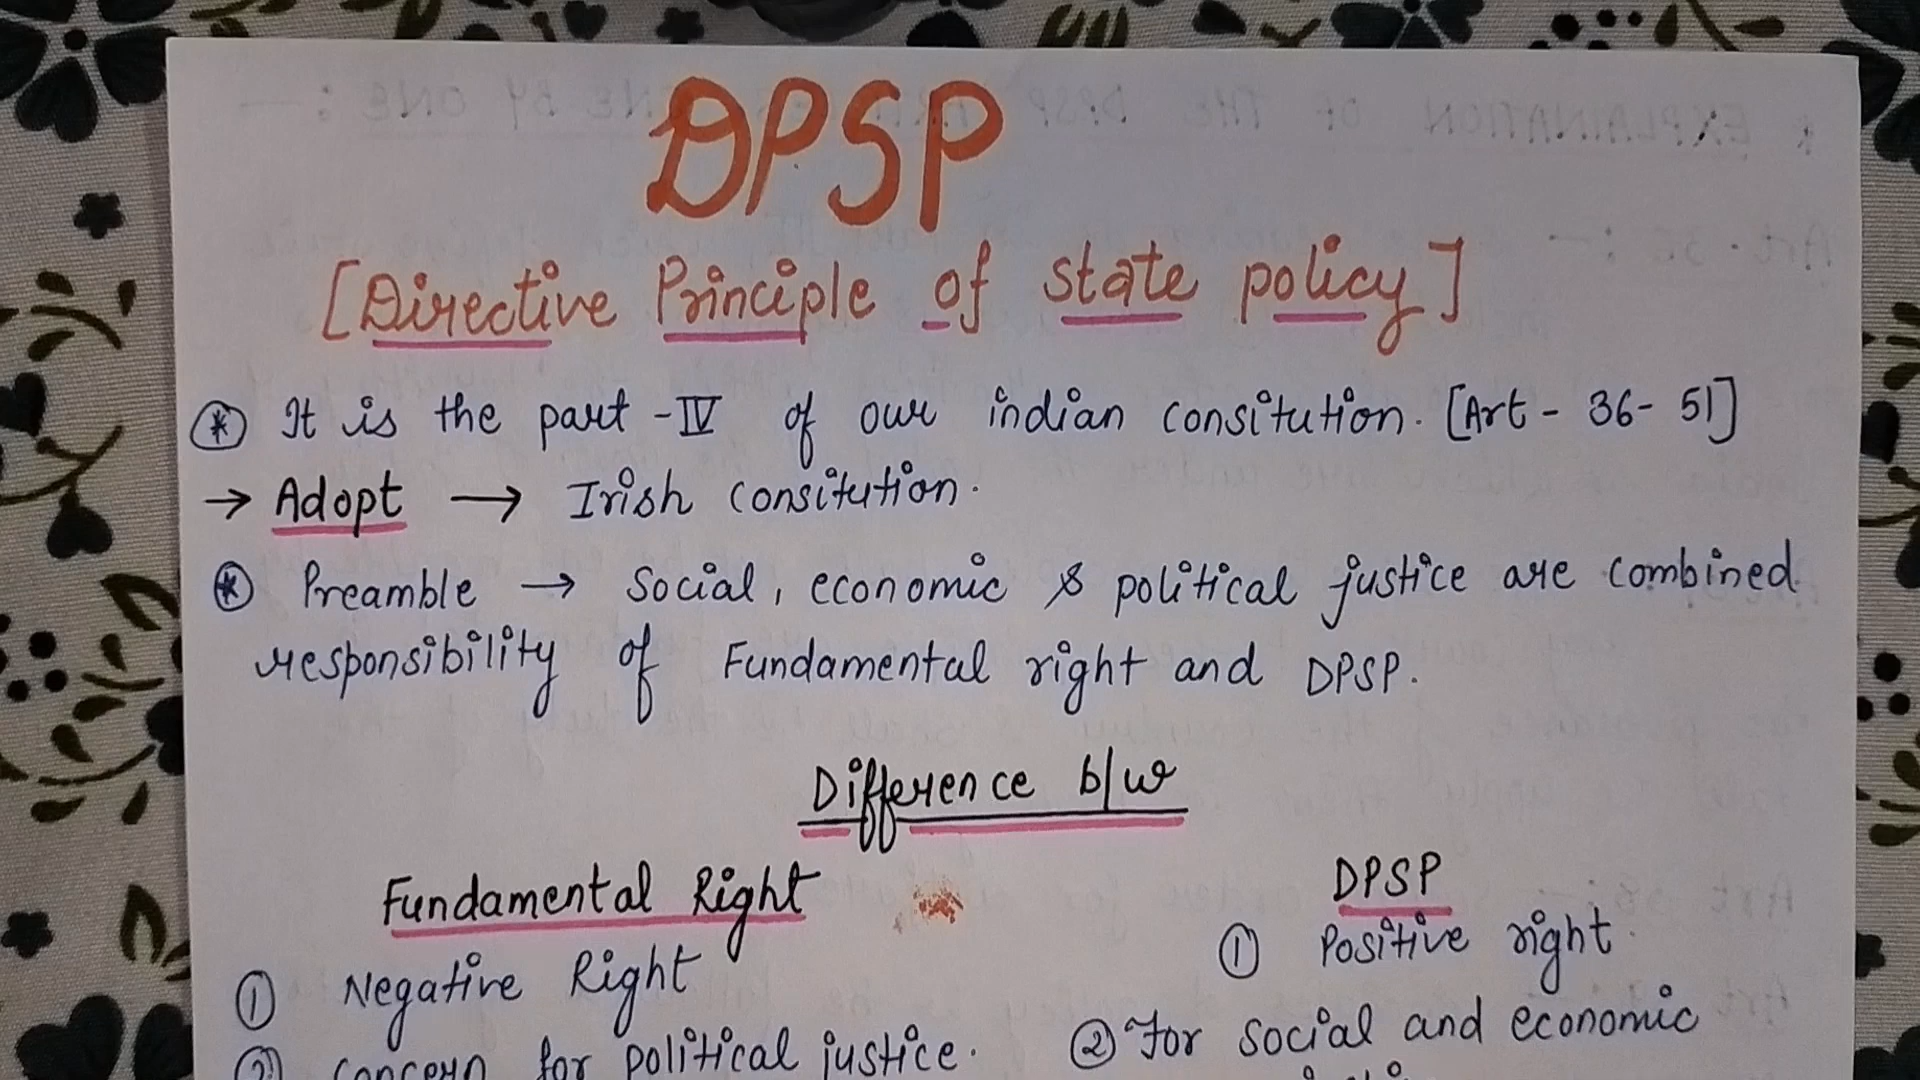 DPSP
[Directive Principle of state policy]
* It is the part -IV of our indian consitution. [Art - 36- 51]
→ Adopt → Irish consitution.
* Preamble → Social, economic & political justice are combined
responsibility of Fundamental right and DPSP.
Difference b/w
Fundamental Right
DPSP
① Negative Right
① Positive right
② concern for political justice.
② For social and economic